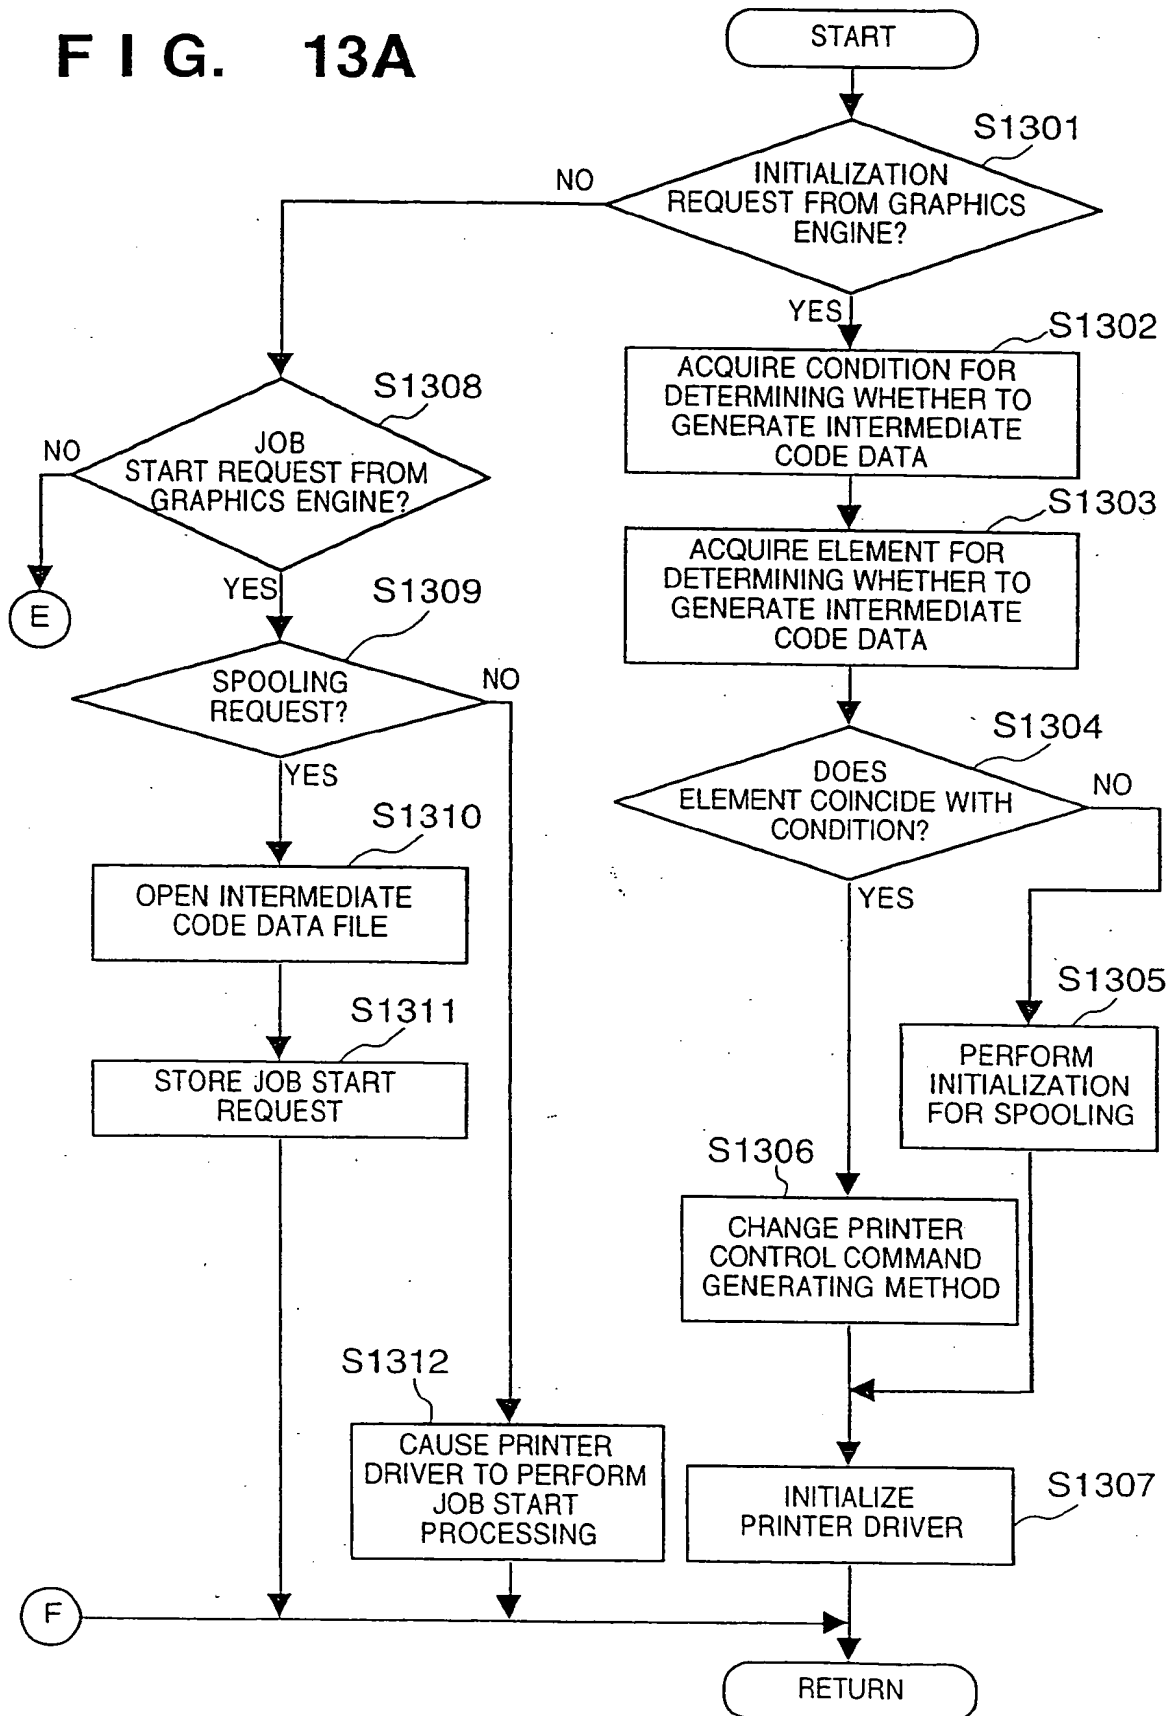 FIG. 13A
START
S1301
INITIALIZATION
REQUEST FROM GRAPHICS
ENGINE?
NO
YES
S1302
ACQUIRE CONDITION FOR
DETERMINING WHETHER TO
GENERATE INTERMEDIATE
CODE DATA
S1303
ACQUIRE ELEMENT FOR
DETERMINING WHETHER TO
GENERATE INTERMEDIATE
CODE DATA
S1304
DOES
ELEMENT COINCIDE WITH
CONDITION?
NO
YES
S1305
PERFORM
INITIALIZATION
FOR SPOOLING
S1306
CHANGE PRINTER
CONTROL COMMAND
GENERATING METHOD
S1307
INITIALIZE
PRINTER DRIVER
S1308
JOB
START REQUEST FROM
GRAPHICS ENGINE?
NO
E
YES
S1309
SPOOLING
REQUEST?
NO
YES
S1310
OPEN INTERMEDIATE
CODE DATA FILE
S1311
STORE JOB START
REQUEST
S1312
CAUSE PRINTER
DRIVER TO PERFORM
JOB START
PROCESSING
F
RETURN